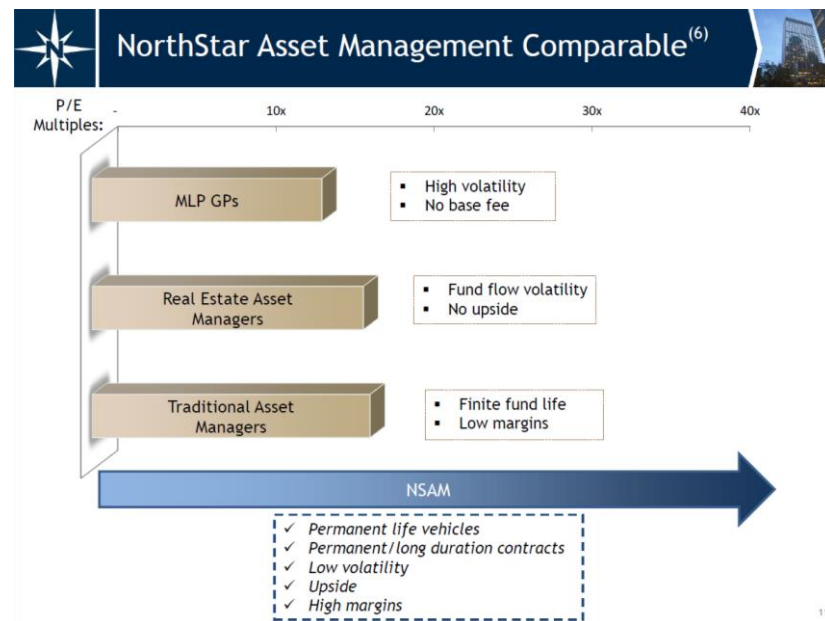 NorthStar Asset Management Comparable(6)
P/E
Multiples:
- 10x 20x 30x 40x
MLP GPs
▪ High volatility
▪ No base fee
Real Estate Asset
Managers
▪ Fund flow volatility
▪ No upside
Traditional Asset
Managers
▪ Finite fund life
▪ Low margins
NSAM
✓ Permanent life vehicles
✓ Permanent/long duration contracts
✓ Low volatility
✓ Upside
✓ High margins